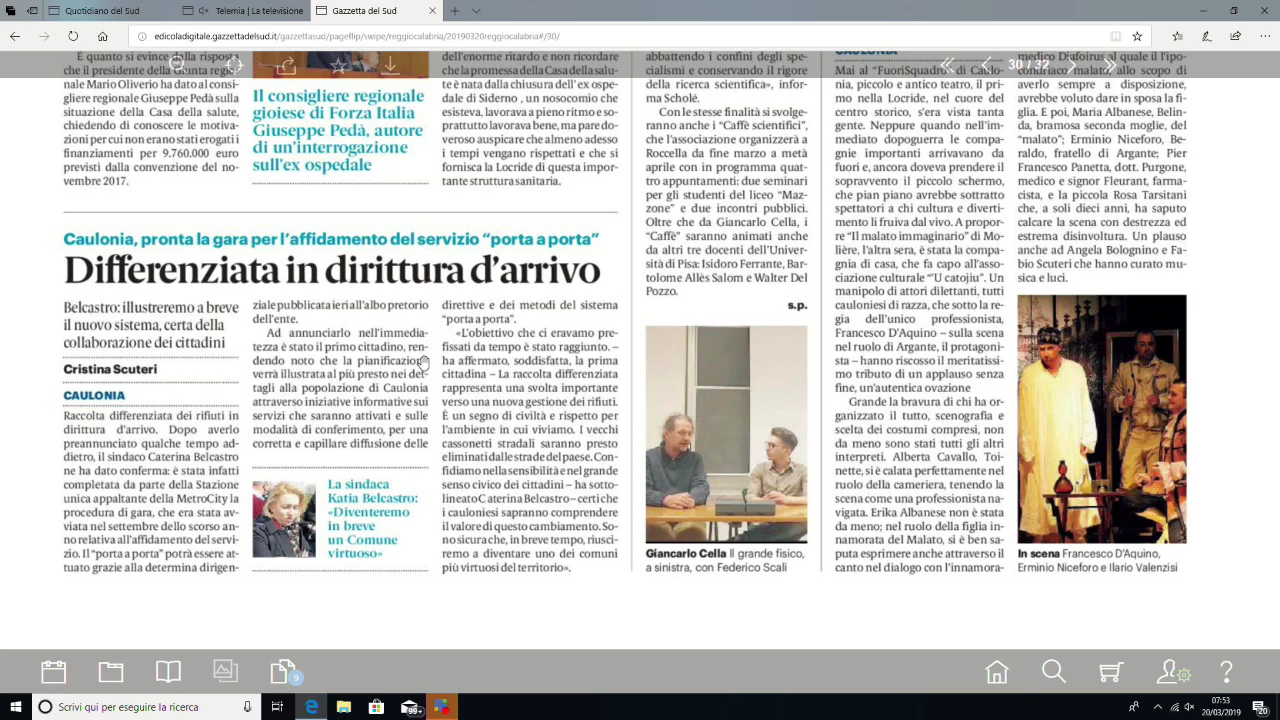 Quotidiano del Sud
Gazzetta del Sud
edicoladigitale.gazzettadelsud.it/gazzettasud/pageflip/swipe/reggiocalabria/20190320reggiocalabria#/30/
30 / 32
È quanto si evince dalla risposta
che il presidente della Giunta regio-
nale Mario Oliverio ha dato al consi-
gliere regionale Giuseppe Pedà sulla
situazione della Casa della salute,
chiedendo di conoscere le motiva-
zioni per cui non erano stati erogati i
finanziamenti per 9.760.000 euro
previsti dalla convenzione del no-
vembre 2017.
Il consigliere regionale
gioiese di Forza Italia
Giuseppe Pedà, autore
di un'interrogazione
sull'ex ospedale
dell'enorme ritardo e non ricordare
che la promessa della Casa della salu-
te è nata dalla chiusura dell'ex ospe-
dale di Siderno , un nosocomio che
esisteva, lavorava a pieno ritmo e so-
prattutto lavorava bene, ma pare do-
veroso auspicare che almeno adesso
i tempi vengano rispettati e che si
fornisca la Locride di questa impor-
tante struttura sanitaria.
Caulonia, pronta la gara per l'affidamento del servizio “porta a porta”
Differenziata in dirittura d'arrivo
Belcastro: illustreremo a breve
il nuovo sistema, certa della
collaborazione dei cittadini
Cristina Scuteri
CAULONIA
Raccolta differenziata dei rifiuti in
dirittura d'arrivo. Dopo averlo
preannunciato qualche tempo ad-
dietro, il sindaco Caterina Belcastro
ne ha dato conferma: è stata infatti
completata da parte della Stazione
unica appaltante della MetroCity la
procedura di gara, che era stata av-
viata nel settembre dello scorso an-
no relativa all'affidamento del servi-
zio. Il “porta a porta” potrà essere at-
tuato grazie alla determina dirigen-
ziale pubblicata ieri all'albo pretorio
dell'ente.
Ad annunciarlo nell'immedia-
tezza è stato il primo cittadino, ren-
dendo noto che la pianificazione
verrà illustrata al più presto nei det-
tagli alla popolazione di Caulonia
attraverso iniziative informative sui
servizi che saranno attivati e sulle
modalità di conferimento, per una
corretta e capillare diffusione delle
La sindaca
Katia Belcastro:
«Diventeremo
in breve
un Comune
virtuoso»
direttive e dei metodi del sistema
“porta a porta”.
«L'obiettivo che ci eravamo pre-
fissati da tempo è stato raggiunto. –
ha affermato, soddisfatta, la prima
cittadina – La raccolta differenziata
rappresenta una svolta importante
verso una nuova gestione dei rifiuti.
È un segno di civiltà e rispetto per
l'ambiente in cui viviamo. I vecchi
cassonetti stradali saranno presto
eliminati dalle strade del paese. Con-
fidiamo nella sensibilità e nel grande
senso civico dei cittadini – ha sotto-
lineato C aterina Belcastro – certi che
i cauloniesi sapranno comprendere
il valore di questo cambiamento. So-
no sicura che, in breve tempo, riusci-
remo a diventare uno dei comuni
più virtuosi del territorio».
abbattendo i confini degli spe-
cialismi e conservando il rigore
della ricerca scientifica», infor-
ma Scholé.
Con le stesse finalità si svolge-
ranno anche i “Caffè scientifici”,
che l'associazione organizzerà a
Roccella da fine marzo a metà
aprile con in programma quat-
tro appuntamenti: due seminari
per gli studenti del liceo “Maz-
zone” e due incontri pubblici.
Oltre che da Giancarlo Cella, i
“Caffè” saranno animati anche
da altri tre docenti dell'Univer-
sità di Pisa: Isidoro Ferrante, Bar-
tolome Allès Salom e Walter Del
Pozzo.
s.p.
Giancarlo Cella Il grande fisico,
a sinistra, con Federico Scali
CAULONIA
Mai al “FuoriSquadro” di Caulo-
nia, piccolo e antico teatro, il pri-
mo nella Locride, nel cuore del
centro storico, s'era vista tanta
gente. Neppure quando nell'im-
mediato dopoguerra le compa-
gnie importanti arrivavano da
fuori e, ancora doveva prendere il
sopravvento il piccolo schermo,
che pian piano avrebbe sottratto
spettatori a chi cultura e diverti-
mento li fruiva dal vivo. A propor-
re “Il malato immaginario” di Mo-
lière, l'altra sera, è stata la compa-
gnia di casa, che fa capo all'asso-
ciazione culturale “'U catoiju”. Un
manipolo di attori dilettanti, tutti
cauloniesi di razza, che sotto la re-
gia dell'unico professionista,
Francesco D'Aquino – sulla scena
nel ruolo di Argante, il protagoni-
sta – hanno riscosso il meritatissi-
mo tributo di un applauso senza
fine, un'autentica ovazione
Grande la bravura di chi ha or-
ganizzato il tutto, scenografia e
scelta dei costumi compresi, non
da meno sono stati tutti gli altri
interpreti. Alberta Cavallo, Toi-
nette, si è calata perfettamente nel
ruolo della cameriera, tenendo la
scena come una professionista na-
vigata. Erika Albanese non è stata
da meno; nel ruolo della figlia in-
namorata del Malato, si è ben sa-
puta esprimere anche attraverso il
canto nel dialogo con l'innamora-
medico Diafoirus al quale il l'ipo-
condriaco malato, allo scopo di
averlo sempre a disposizione,
avrebbe voluto dare in sposa la fi-
glia. E poi, Maria Albanese, Belin-
da, bramosa seconda moglie, del
“malato”; Erminio Niceforo, Be-
raldo, fratello di Argante; Pier
Francesco Panetta, dott. Purgone,
medico e signor Fleurant, farma-
cista, e la piccola Rosa Tarsitani
che, a soli dieci anni, ha saputo
calcare la scena con destrezza ed
estrema disinvoltura. Un plauso
anche ad Angela Bolognino e Fa-
bio Scuteri che hanno curato mu-
sica e luci.
In scena Francesco D'Aquino,
Erminio Niceforo e Ilario Valenzisi
9
Scrivi qui per eseguire la ricerca
99+
07:53
20/03/2019
20